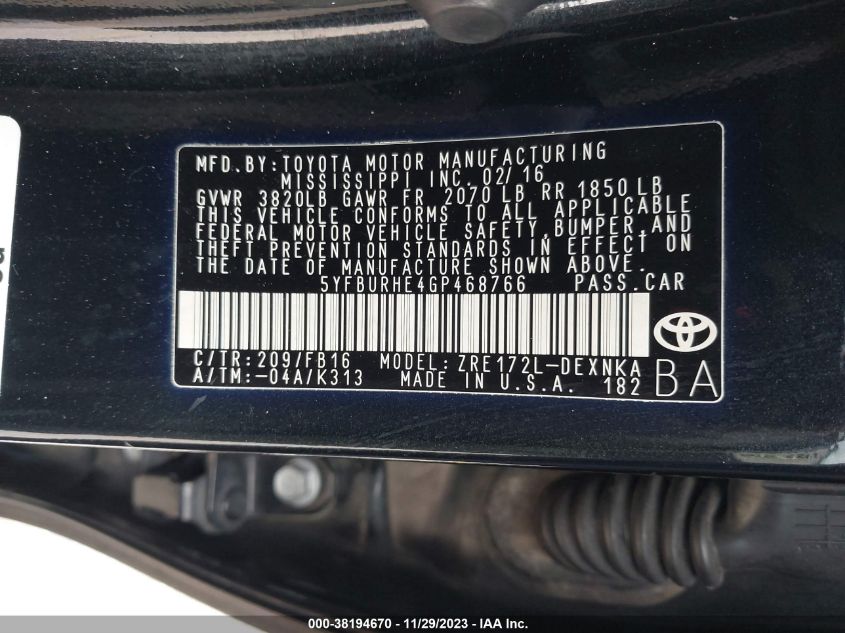 MFD.BY:TOYOTA MOTOR MANUFACTURING
MISSISSIPPI, INC. 02/16
GVWR 3820LB GAWR FR 2070 LB RR 1850 LB
THIS VEHICLE CONFORMS TO ALL APPLICABLE
FEDERAL MOTOR VEHICLE SAFETY,BUMPER,AND
THEFT PREVENTION STANDARDS IN EFFECT ON
THE DATE OF MANUFACTURE SHOWN ABOVE.
5YFBURHE4GP468766 PASS.CAR
C/TR:209/FB16 MODEL:ZRE172L-DEXNKA
A/TM:-04A/K313 MADE IN U.S.A. 182
BA
000-38194670 - 11/29/2023 - IAA Inc.